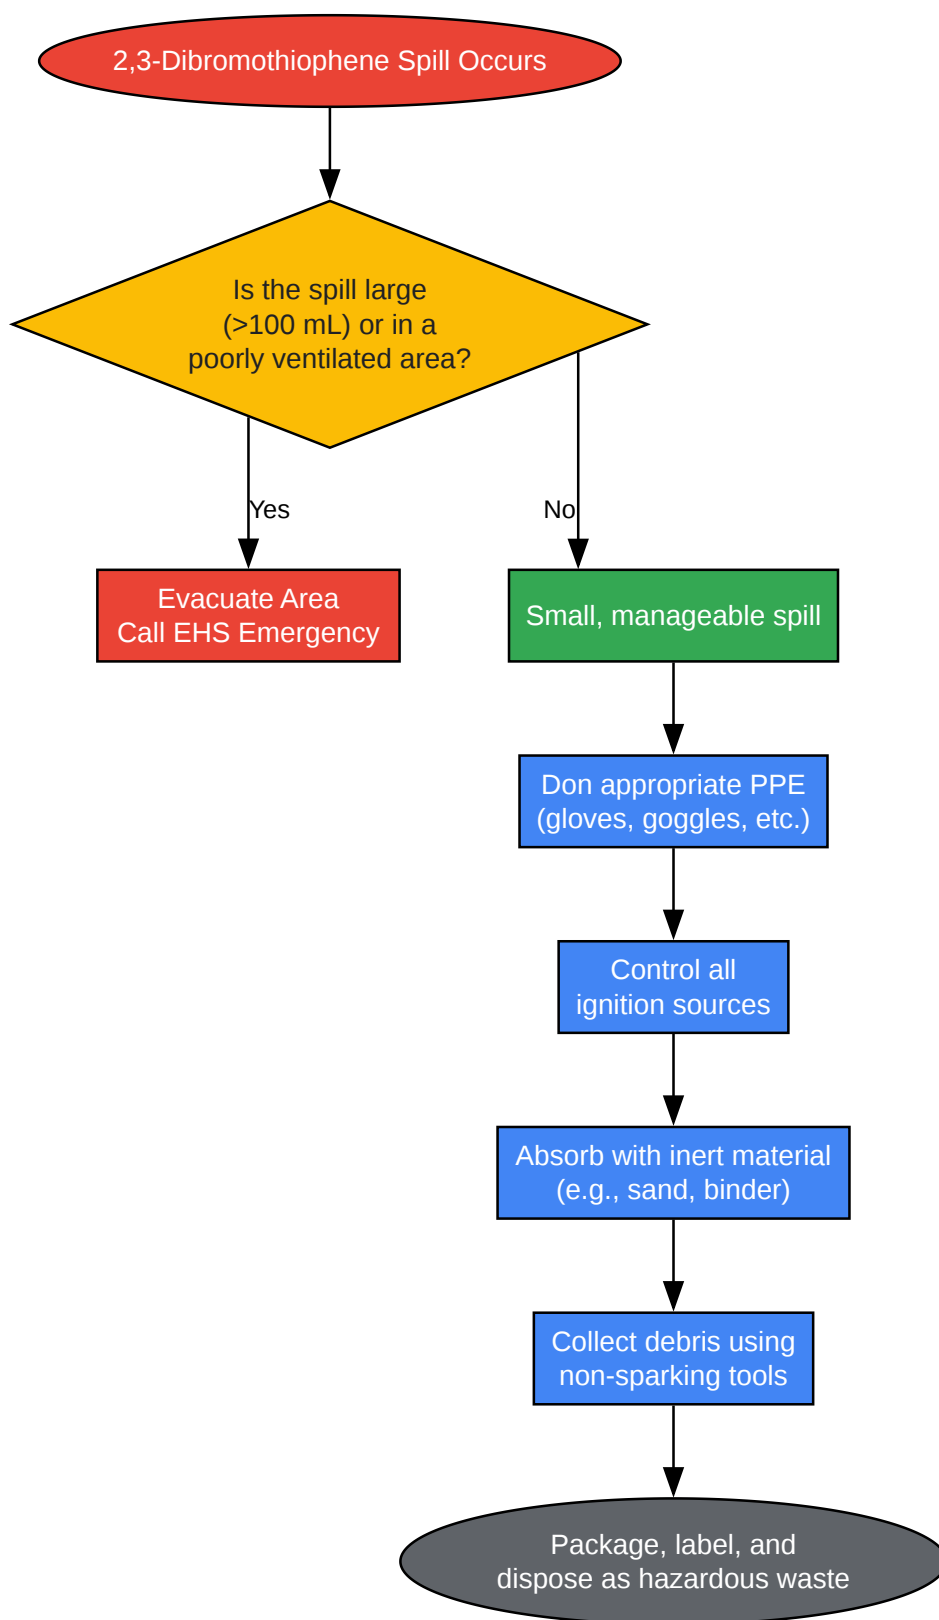 2,3-Dibromothiophene Spill Occurs
Is the spill large
(>100 mL) or in a
poorly ventilated area?
Yes
No
Evacuate Area
Call EHS Emergency
Small, manageable spill
Don appropriate PPE
(gloves, goggles, etc.)
Control all
ignition sources
Absorb with inert material
(e.g., sand, binder)
Collect debris using
non-sparking tools
Package, label, and
dispose as hazardous waste